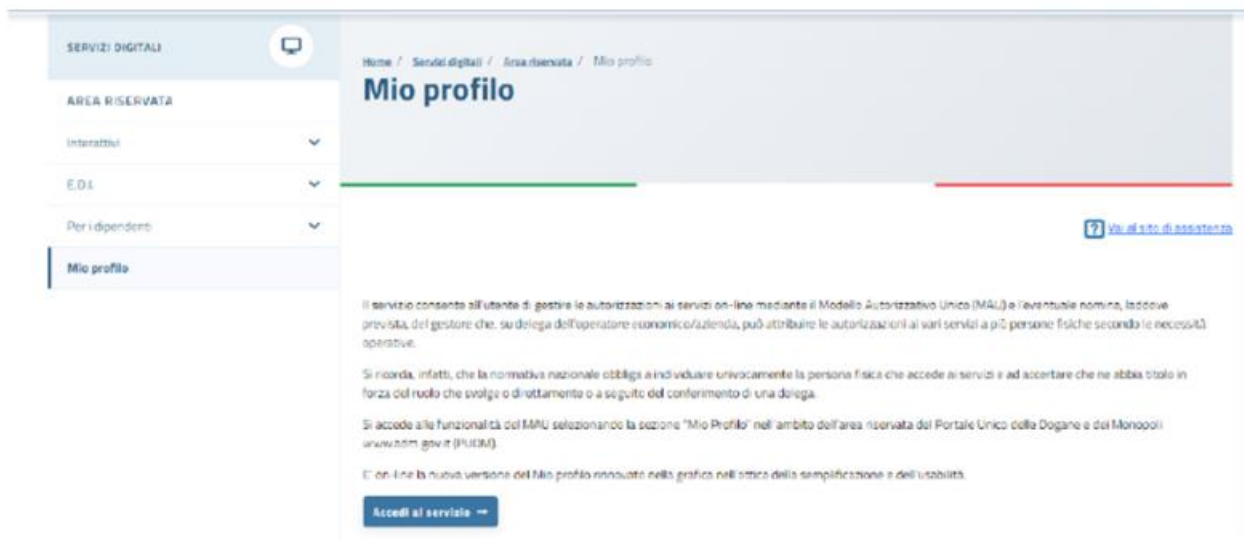 SERVIZI DIGITALI
AREA RISERVATA
Interattivi
E.D.I.
Per i dipendenti
Mio profilo
Home / Servizi digitali / Area riservata / Mio profilo
Mio profilo
? Vai al sito di assistenza
Il servizio consente all'utente di gestire le autorizzazioni ai servizi on-line mediante il Modello Autorizzativo Unico (MAU) e l'eventuale nomina, laddove
prevista, del gestore che, su delega dell'operatore economico/azienda, può attribuire le autorizzazioni ai vari servizi a più persone fisiche secondo le necessità
operative.
Si ricorda, infatti, che la normativa nazionale obbliga a individuare univocamente la persona fisica che accede ai servizi e ad accertare che ne abbia titolo in
forza del ruolo che svolge o direttamente o a seguito del conferimento di una delega.
Si accede alle funzionalità del MAU selezionando la sezione "Mio Profilo" nell'ambito dell'area riservata del Portale Unico delle Dogane e dei Monopoli
www.adm.gov.it (PUDM).
E' on-line la nuova versione del Mio profilo rinnovato nella grafica nell'ottica della semplificazione e dell'usabilità.
Accedi al servizio →